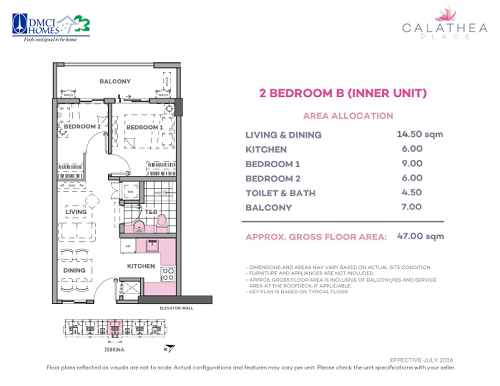 DMCI
HOMES
Feels real good to be home
CALATHEA
PLACE
2 BEDROOM B (INNER UNIT)
AREA ALLOCATION
LIVING & DINING 14.50 sqm
KITCHEN 6.00
BEDROOM 1 9.00
BEDROOM 2 6.00
TOILET & BATH 4.50
BALCONY 7.00
APPROX. GROSS FLOOR AREA: 47.00 sqm
- DIMENSIONS AND AREAS MAY VARY BASED ON ACTUAL SITE CONDITION.
- FURNITURE AND APPLIANCES ARE NOT INCLUDED.
- APPROX. GROSS FLOOR AREA IS INCLUSIVE OF BALCONY/IES AND SERVICE
AREA AT THE ROOFDECK, IF APPLICABLE.
- KEY PLAN IS BASED ON TYPICAL FLOOR
BALCONY
BEDROOM 2
BEDROOM 1
LIVING
T&B
DINING
KITCHEN
ELEVATOR WALL
ZEBRINA
N
EFFECTIVE JULY 2016
Floor plans reflected as visuals are not to scale. Actual configurations and features may vary per unit. Please check the unit specifications with your seller.